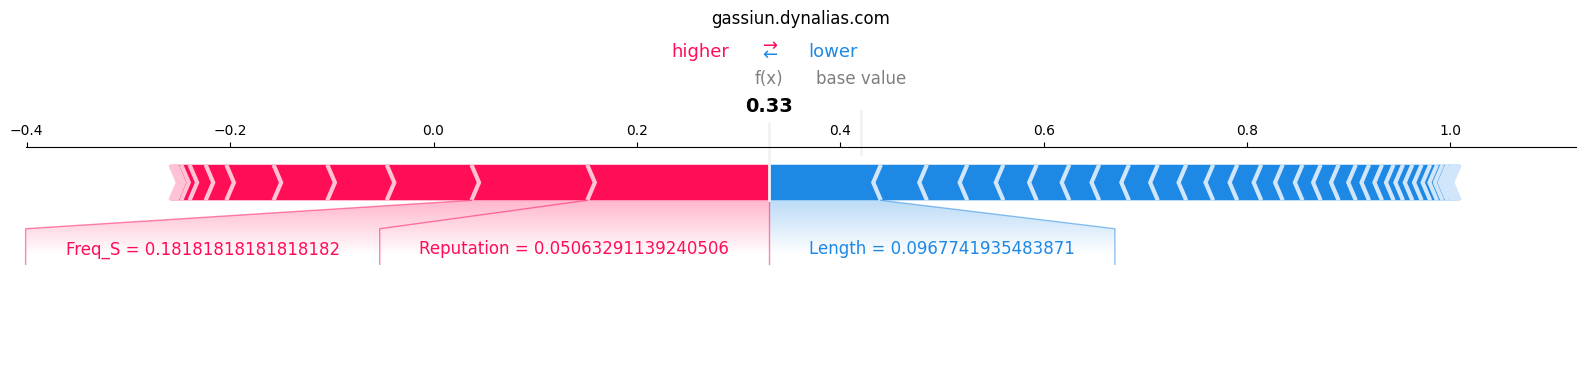 gassiun.dynalias.com
higher ⇄ lower
f(x) base value
0.33
−0.4 −0.2 0.0 0.2 0.4 0.6 0.8 1.0
Freq_S = 0.18181818181818182 Reputation = 0.05063291139240506 Length = 0.0967741935483871